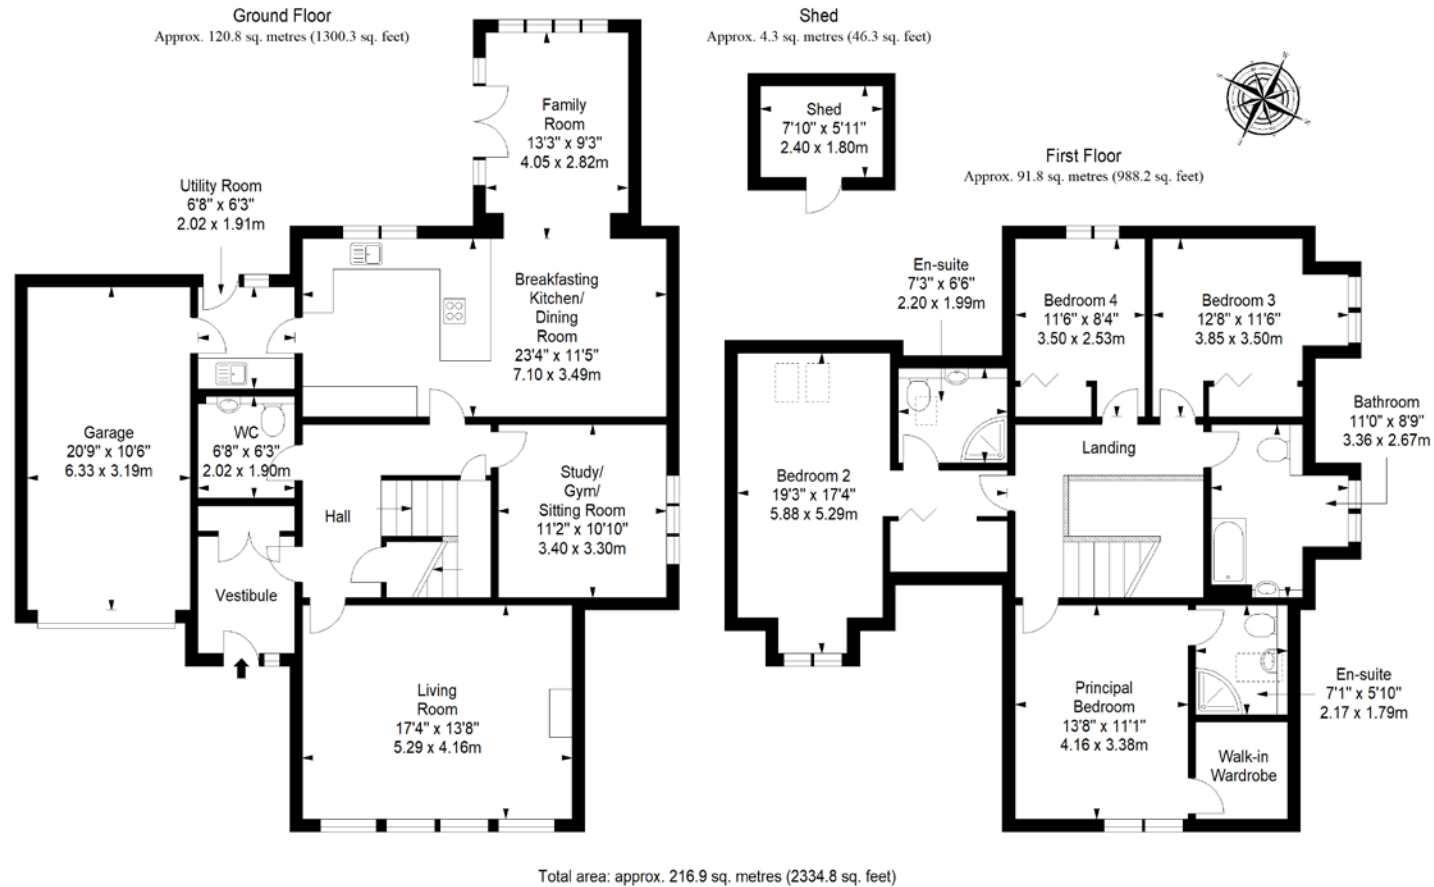 Ground Floor
Approx. 120.8 sq. metres (1300.3 sq. feet)
Shed
Approx. 4.3 sq. metres (46.3 sq. feet)
Family
Room
13'3" x 9'3"
4.05 x 2.82m
Shed
7'10" x 5'11"
2.40 x 1.80m
First Floor
Approx. 91.8 sq. metres (988.2 sq. feet)
Utility Room
6'8" x 6'3"
2.02 x 1.91m
Breakfasting
Kitchen/
Dining
Room
23'4" x 11'5"
7.10 x 3.49m
En-suite
7'3" x 6'6"
2.20 x 1.99m
Bedroom 4
11'6" x 8'4"
3.50 x 2.53m
Bedroom 3
12'8" x 11'6"
3.85 x 3.50m
Garage
20'9" x 10'6"
6.33 x 3.19m
WC
6'8" x 6'3"
2.02 x 1.90m
Study/
Gym/
Sitting Room
11'2" x 10'10"
3.40 x 3.30m
Hall
Bedroom 2
19'3" x 17'4"
5.88 x 5.29m
Landing
Bathroom
11'0" x 8'9"
3.36 x 2.67m
Vestibule
Living
Room
17'4" x 13'8"
5.29 x 4.16m
Principal
Bedroom
13'8" x 11'1"
4.16 x 3.38m
En-suite
7'1" x 5'10"
2.17 x 1.79m
Walk-in
Wardrobe
Total area: approx. 216.9 sq. metres (2334.8 sq. feet)